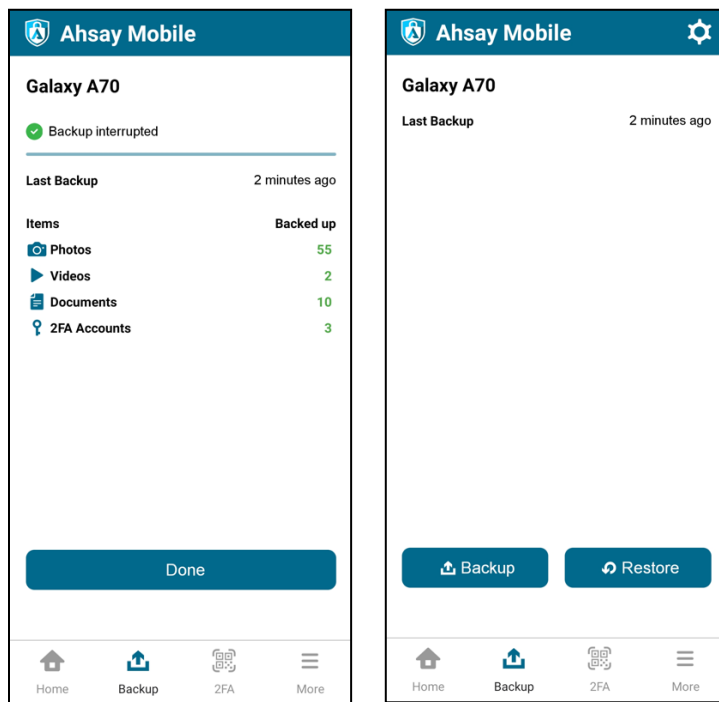 Ahsay Mobile
Galaxy A70
Backup interrupted
Last Backup 2 minutes ago
Items Backed up
Photos 55
Videos 2
Documents 10
2FA Accounts 3
Done
Home Backup 2FA More
Ahsay Mobile
Galaxy A70
Last Backup 2 minutes ago
Backup Restore
Home Backup 2FA More